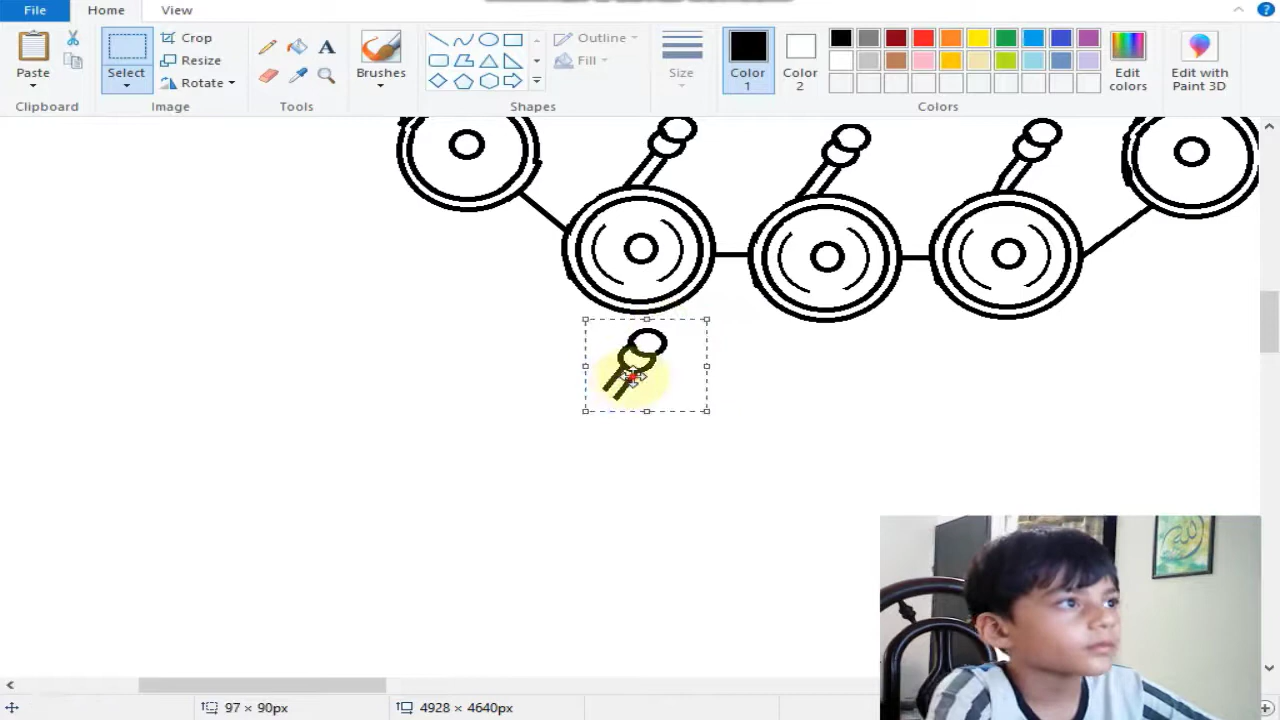 File Home View
Crop
Resize
Rotate
Paste
Select
Brushes
Outline
Fill
Size
Color
1
Color
2
Edit
colors
Edit with
Paint 3D
Clipboard Image Tools Shapes Colors
97 × 90px 4928 × 4640px